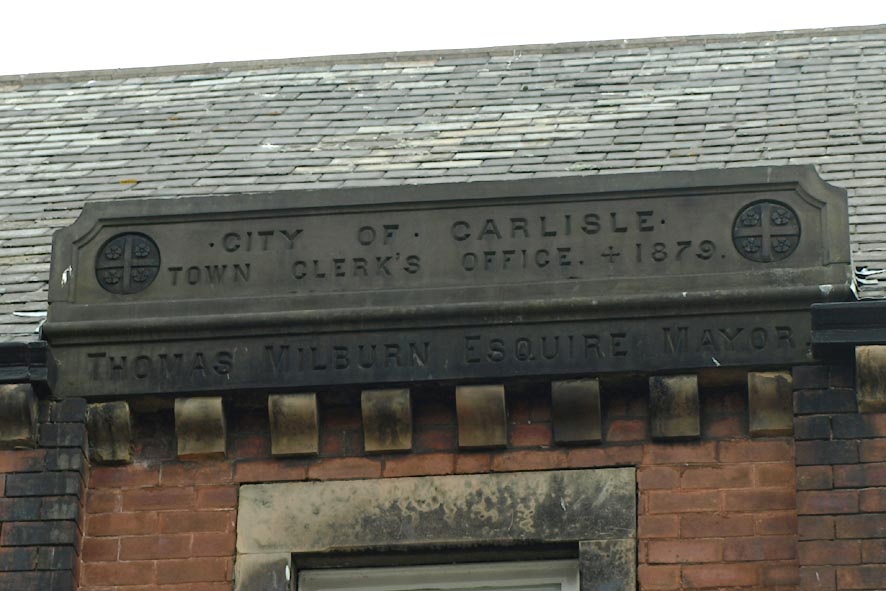 · CITY OF · CARLISLE ·
TOWN CLERK'S OFFICE. + 1879.
THOMAS MILBURN ESQUIRE MAYOR.